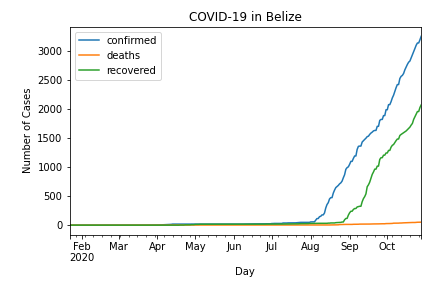 COVID-19 in Belize
confirmed
deaths
recovered
Number of Cases
3000
2500
2000
1500
1000
500
0
Feb Mar Apr May Jun Jul Aug Sep Oct
2020
Day